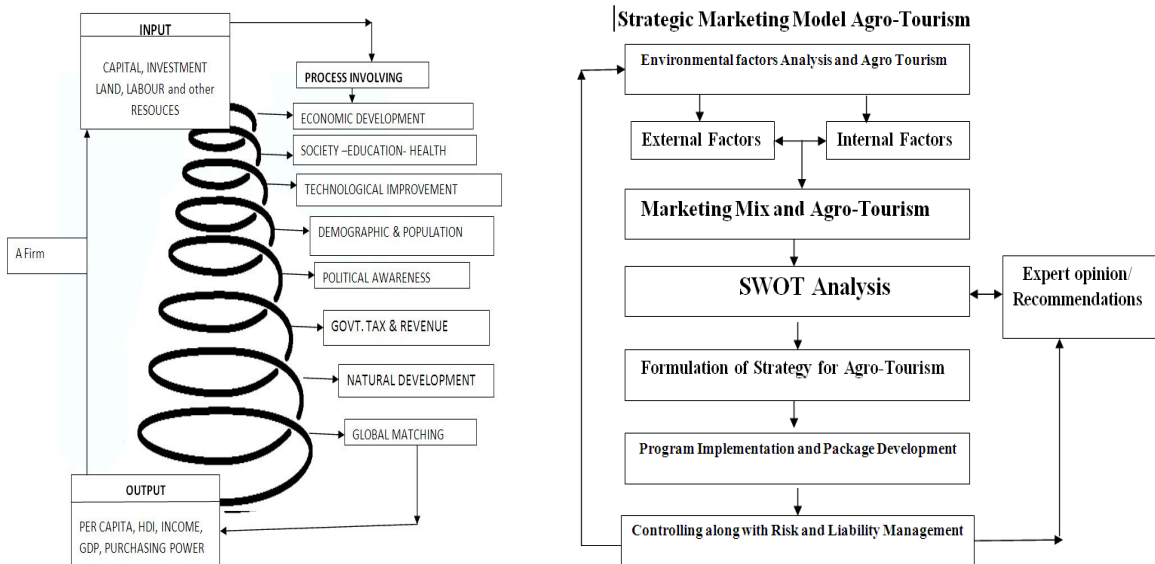 INPUT
CAPITAL, INVESTMENT
LAND, LABOUR and other
RESOUCES
PROCESS INVOLVING
ECONOMIC DEVELOPMENT
SOCIETY –EDUCATION- HEALTH
TECHNOLOGICAL IMPROVEMENT
DEMOGRAPHIC & POPULATION
A Firm
POLITICAL AWARENESS
GOVT. TAX & REVENUE
NATURAL DEVELOPMENT
GLOBAL MATCHING
OUTPUT
PER CAPITA, HDI, INCOME,
GDP, PURCHASING POWER
Strategic Marketing Model Agro-Tourism
Environmental factors Analysis and Agro Tourism
External Factors
Internal Factors
Marketing Mix and Agro-Tourism
SWOT Analysis
Expert opinion/
Recommendations
Formulation of Strategy for Agro-Tourism
Program Implementation and Package Development
Controlling along with Risk and Liability Management